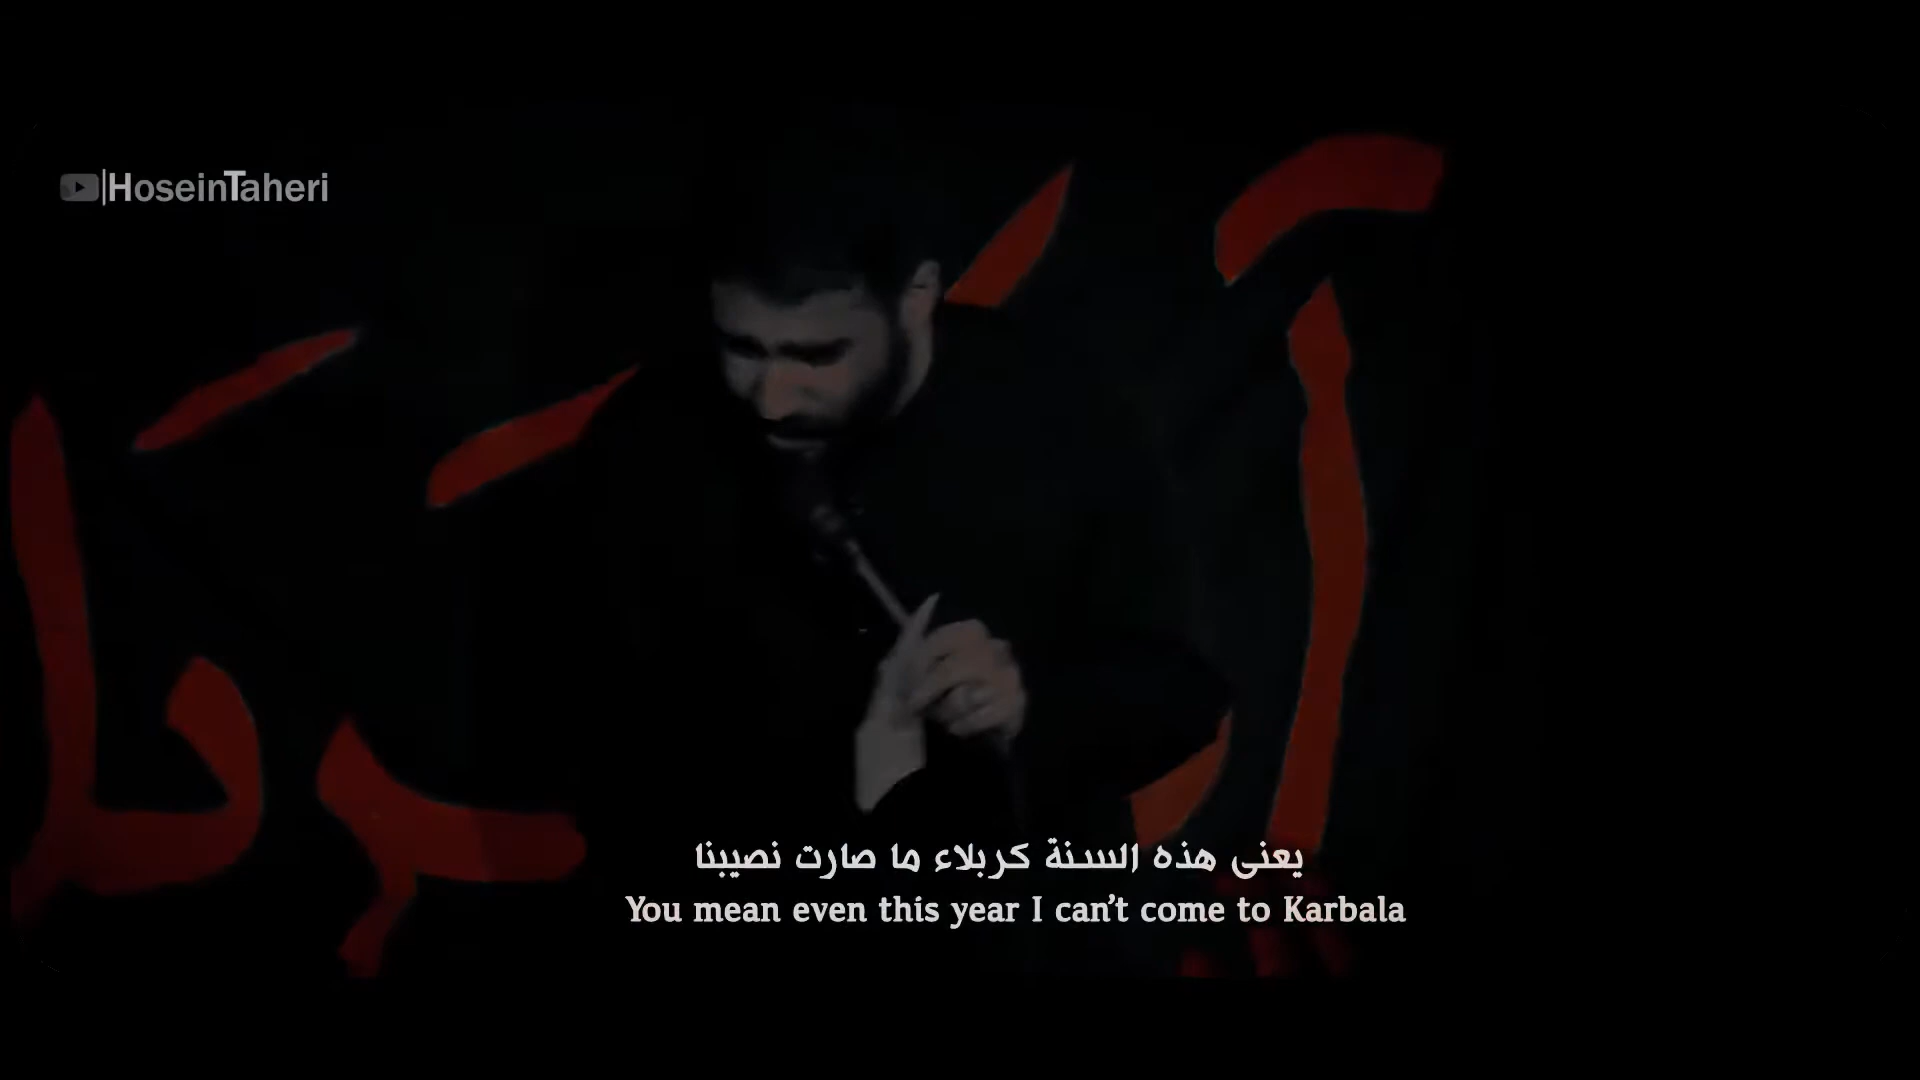 HoseinTaheri
يعنى هذه السنة كربلاء ما صارت نصيبنا
You mean even this year I can't come to Karbala